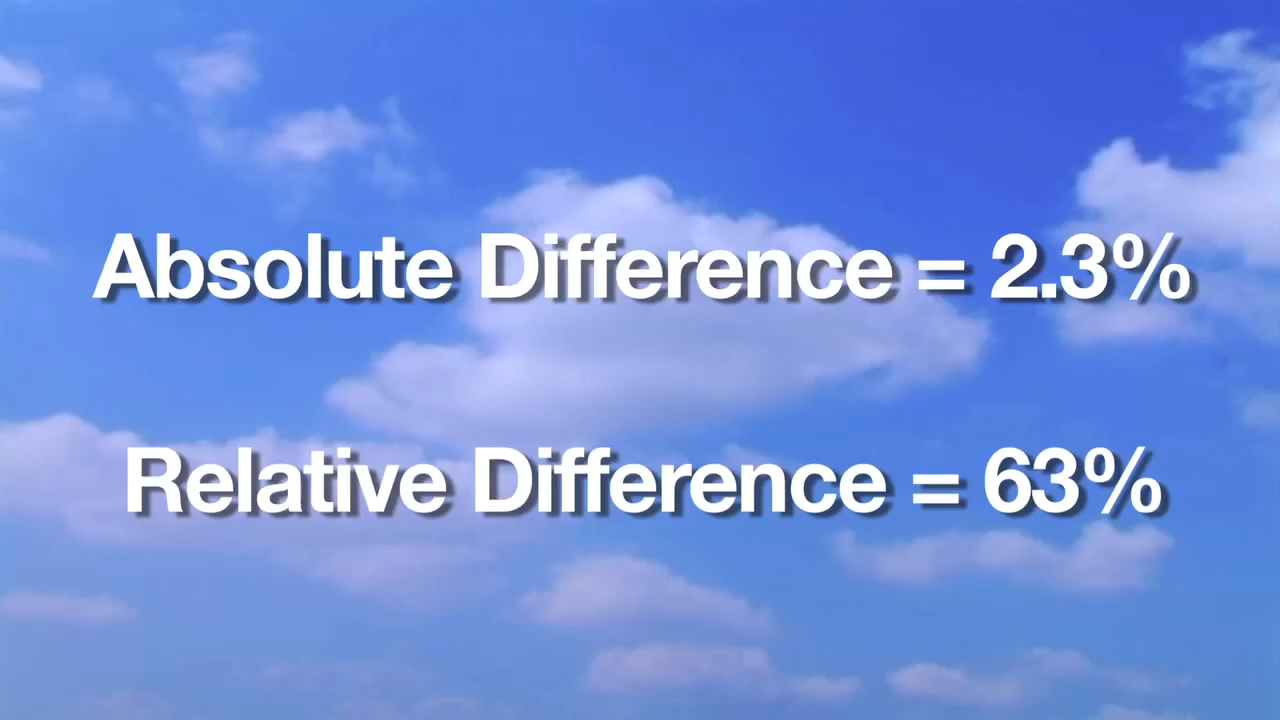 Absolute Difference = 2.3%
Relative Difference = 63%